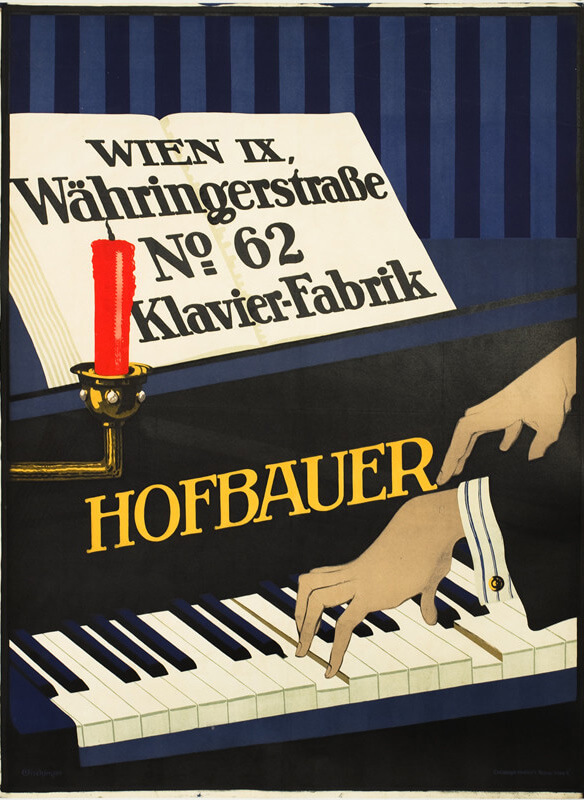 WIEN IX,
Währingerstraße
No 62
Klavier-Fabrik
HOFBAUER